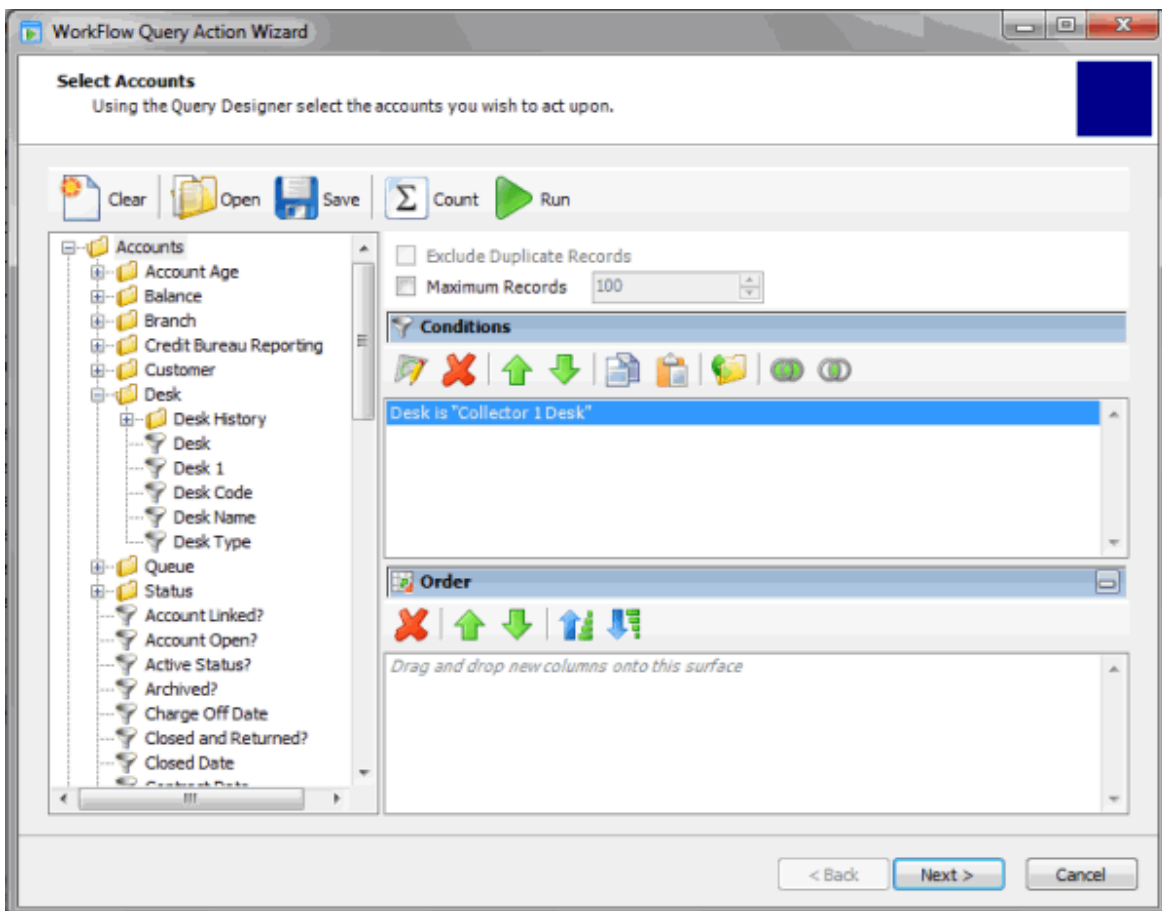 WorkFlow Query Action Wizard
Select Accounts
Using the Query Designer select the accounts you wish to act upon.
Clear Open Save Count Run
Accounts
Account Age
Balance
Branch
Credit Bureau Reporting
Customer
Desk
Desk History
Desk
Desk 1
Desk Code
Desk Name
Desk Type
Queue
Status
Account Linked?
Account Open?
Active Status?
Archived?
Charge Off Date
Closed and Returned?
Closed Date
Exclude Duplicate Records
Maximum Records 100
Conditions
Desk is "Collector 1 Desk"
Order
Drag and drop new columns onto this surface
< Back Next > Cancel